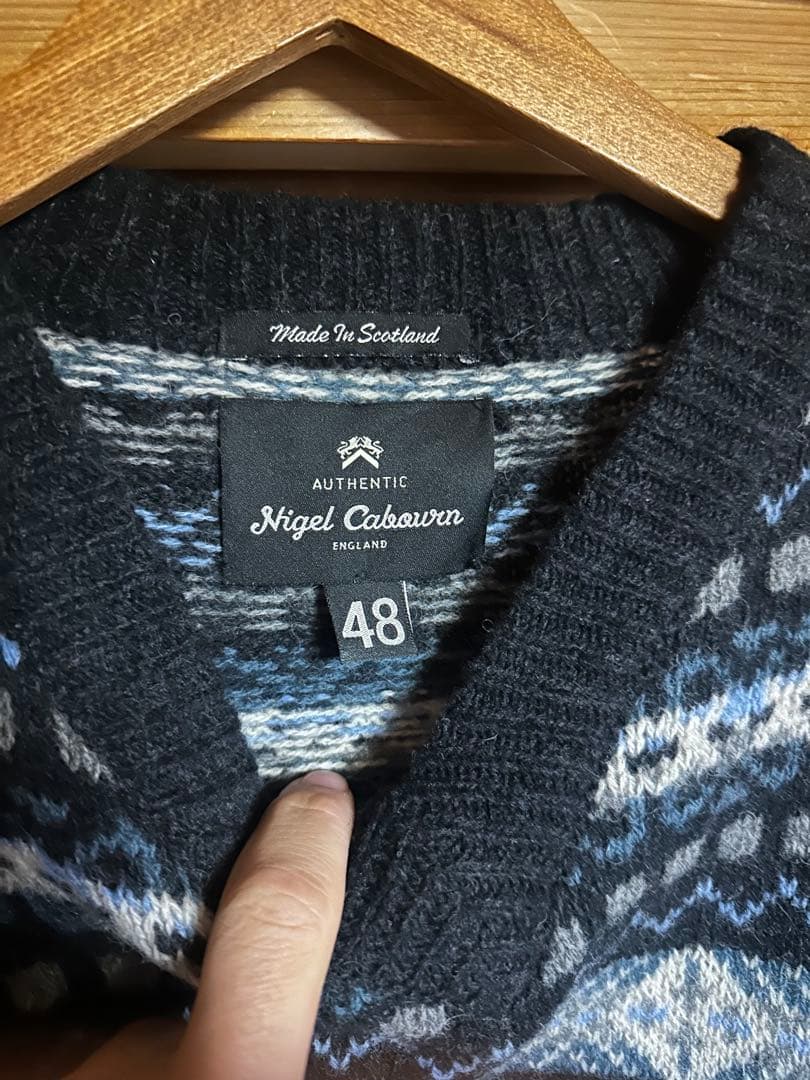 Made In Scotland
AUTHENTIC
Nigel Cabourn
ENGLAND
48